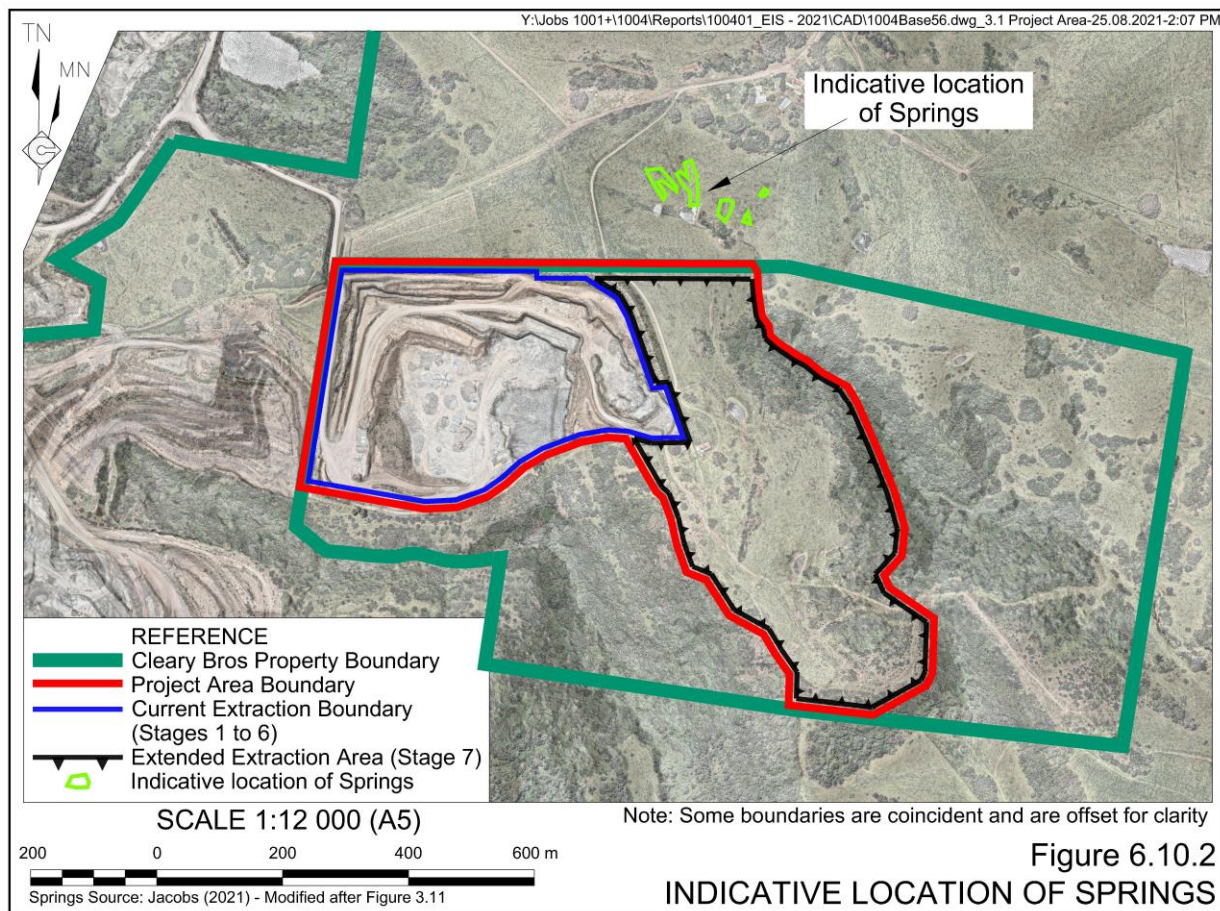 Y:\Jobs 1001+\1004\Reports\100401_EIS - 2021\CAD\1004Base56.dwg_3.1 Project Area-25.08.2021-2:07 PM
TN
MN
Indicative location
of Springs
REFERENCE
Cleary Bros Property Boundary
Project Area Boundary
Current Extraction Boundary
(Stages 1 to 6)
Extended Extraction Area (Stage 7)
Indicative location of Springs
SCALE 1:12 000 (A5)
Note: Some boundaries are coincident and are offset for clarity
200 0 200 400 600 m
Springs Source: Jacobs (2021) - Modified after Figure 3.11
Figure 6.10.2
INDICATIVE LOCATION OF SPRINGS